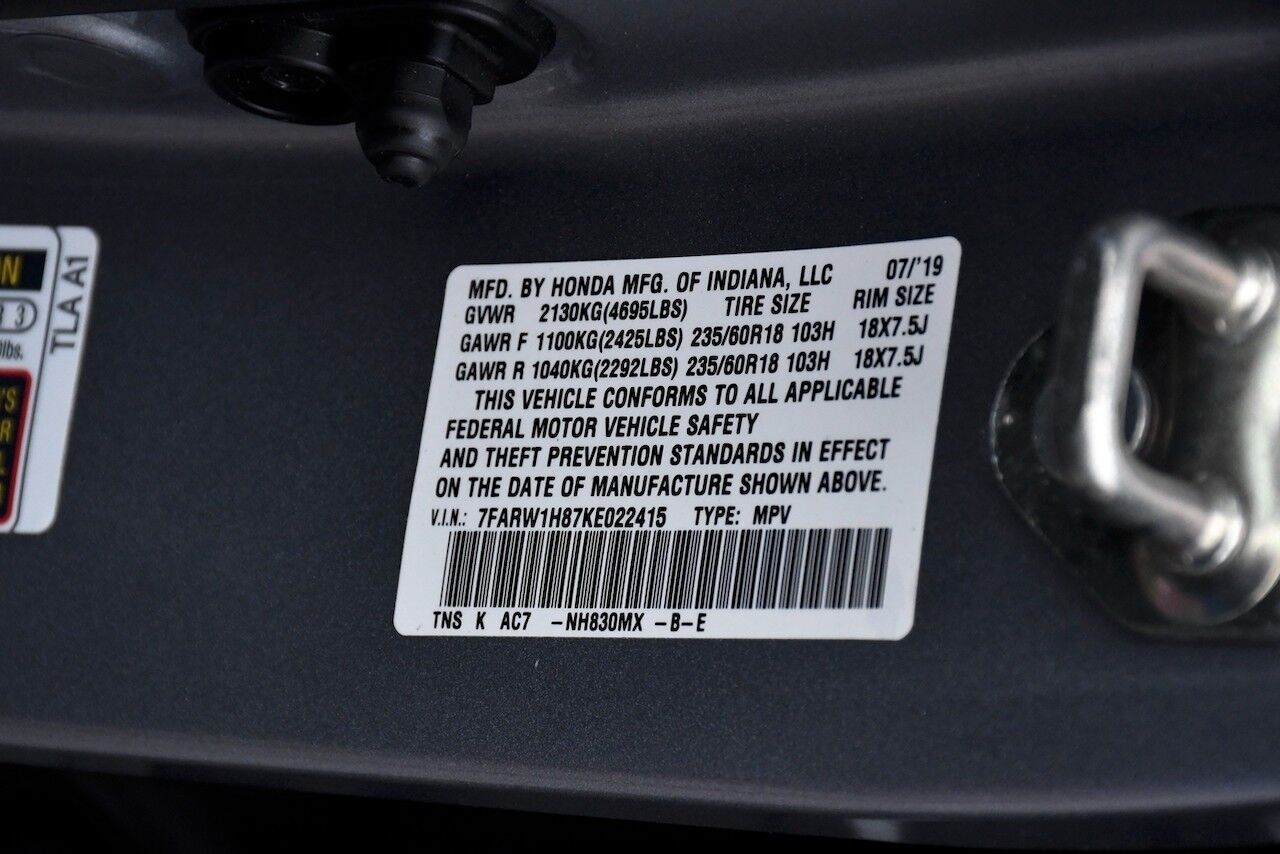 MFD. BY HONDA MFG. OF INDIANA, LLC 07/'19
GVWR 2130KG(4695LBS) TIRE SIZE RIM SIZE
GAWR F 1100KG(2425LBS) 235/60R18 103H 18X7.5J
GAWR R 1040KG(2292LBS) 235/60R18 103H 18X7.5J
THIS VEHICLE CONFORMS TO ALL APPLICABLE
FEDERAL MOTOR VEHICLE SAFETY
AND THEFT PREVENTION STANDARDS IN EFFECT
ON THE DATE OF MANUFACTURE SHOWN ABOVE.
V.I.N.: 7FARW1H87KE022415 TYPE: MPV
TNS K AC7 -NH830MX -B-E
TLA A1
lbs.